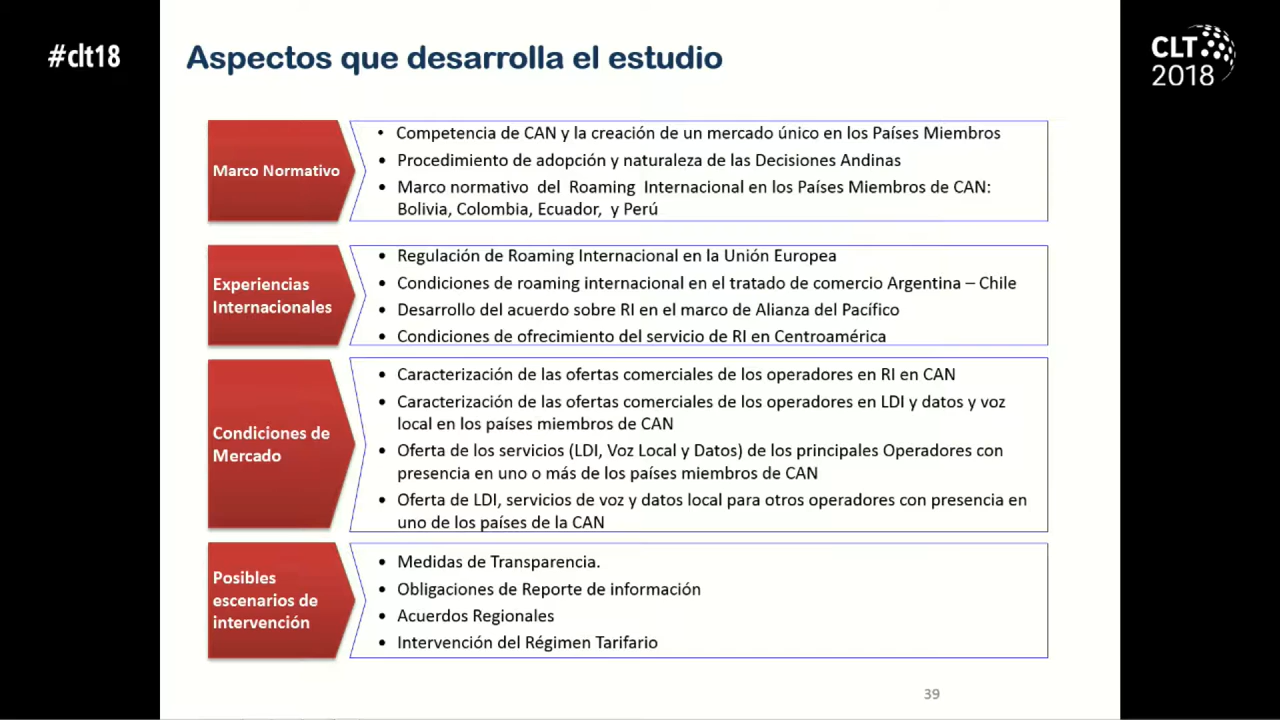 #clt18
CLT
2018
Aspectos que desarrolla el estudio
Marco Normativo
• Competencia de CAN y la creación de un mercado único en los Países Miembros
• Procedimiento de adopción y naturaleza de las Decisiones Andinas
• Marco normativo del Roaming Internacional en los Países Miembros de CAN:
Bolivia, Colombia, Ecuador, y Perú
Experiencias
Internacionales
• Regulación de Roaming Internacional en la Unión Europea
• Condiciones de roaming internacional en el tratado de comercio Argentina – Chile
• Desarrollo del acuerdo sobre RI en el marco de Alianza del Pacífico
• Condiciones de ofrecimiento del servicio de RI en Centroamérica
Condiciones de
Mercado
• Caracterización de las ofertas comerciales de los operadores en RI en CAN
• Caracterización de las ofertas comerciales de los operadores en LDI y datos y voz
local en los países miembros de CAN
• Oferta de los servicios (LDI, Voz Local y Datos) de los principales Operadores con
presencia en uno o más de los países miembros de CAN
• Oferta de LDI, servicios de voz y datos local para otros operadores con presencia en
uno de los países de la CAN
Posibles
escenarios de
intervención
• Medidas de Transparencia.
• Obligaciones de Reporte de información
• Acuerdos Regionales
• Intervención del Régimen Tarifario
39